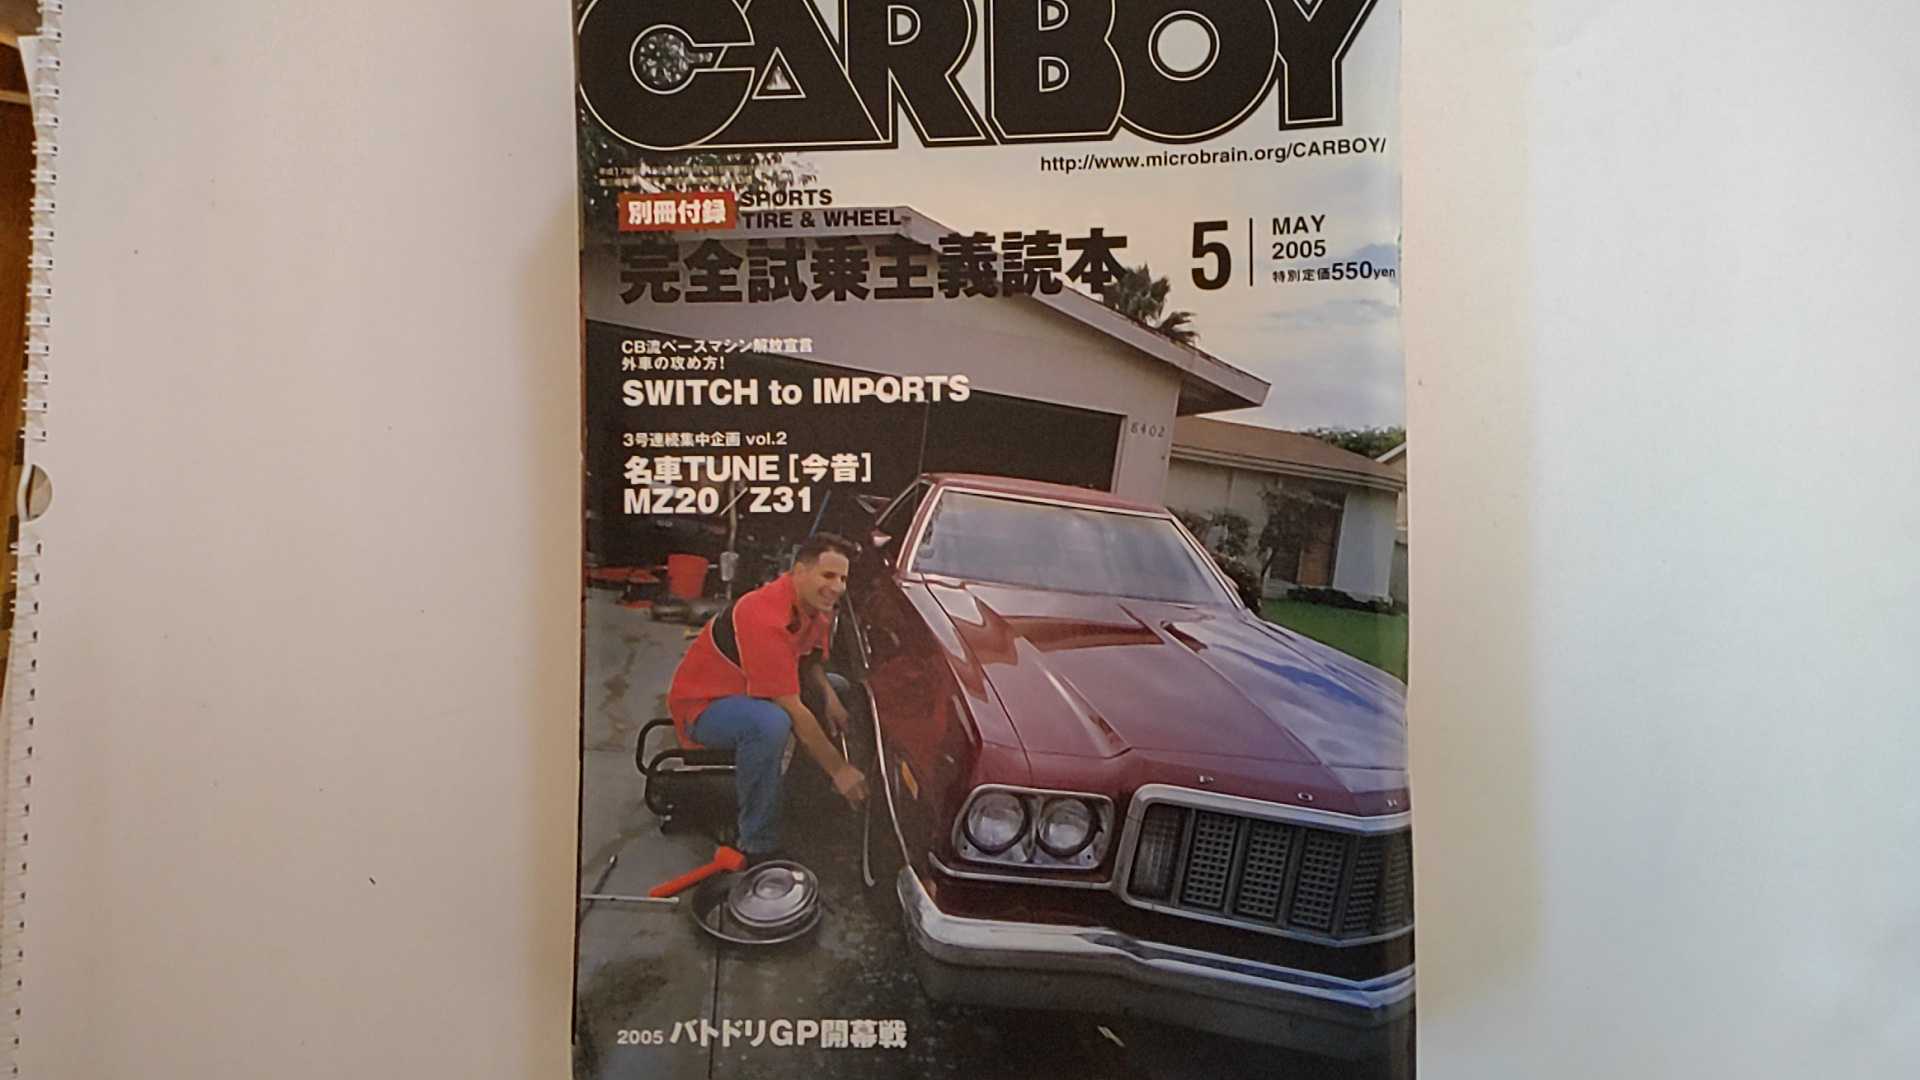 CARBOY
http://www.microbrain.org/CARBOY/
別冊付録 SPORTS
TIRE & WHEEL
完全試乗主義読本
5 MAY
2005
特別定価550yen
CB流ベースマシン解放宣言
外車の攻め方!
SWITCH to IMPORTS
3号連続集中企画 vol.2
名車TUNE[今昔]
MZ20/Z31
8402
F O R
2005 バトドリGP開幕戦